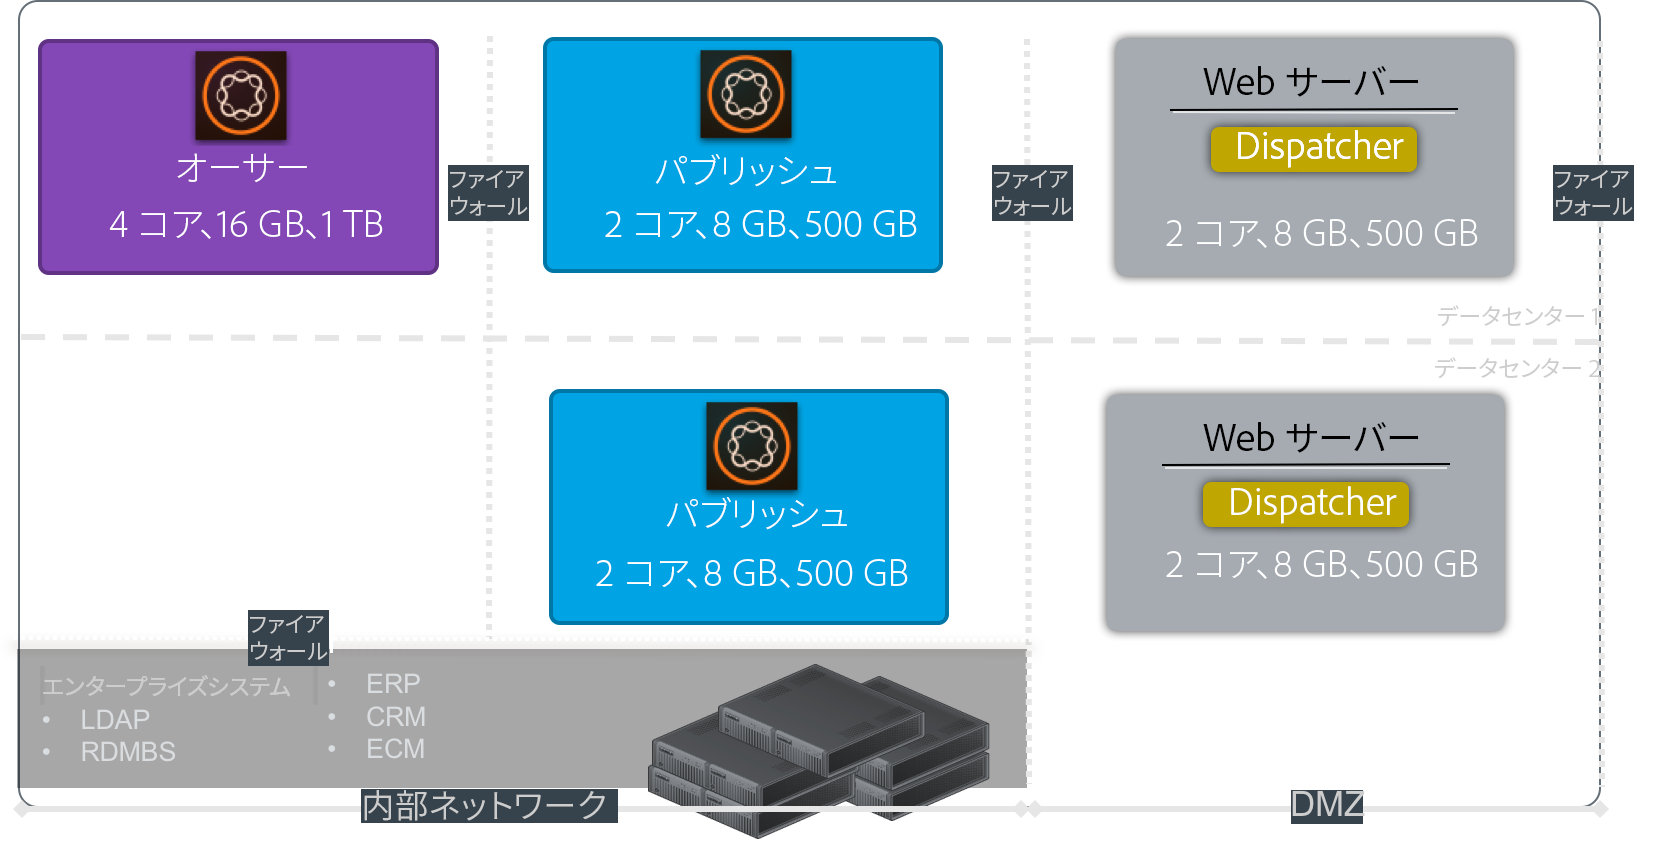 オーサー
4 コア、16 GB、1 TB
ファイア
ウォール
パブリッシュ
2 コア、8 GB、500 GB
ファイア
ウォール
Web サーバー
Dispatcher
2 コア、8 GB、500 GB
ファイア
ウォール
データセンター 1
データセンター 2
パブリッシュ
2 コア、8 GB、500 GB
Web サーバー
Dispatcher
2 コア、8 GB、500 GB
ファイア
ウォール
エンタープライズシステム
• LDAP
• RDMBS
• ERP
• CRM
• ECM
内部ネットワーク
DMZ